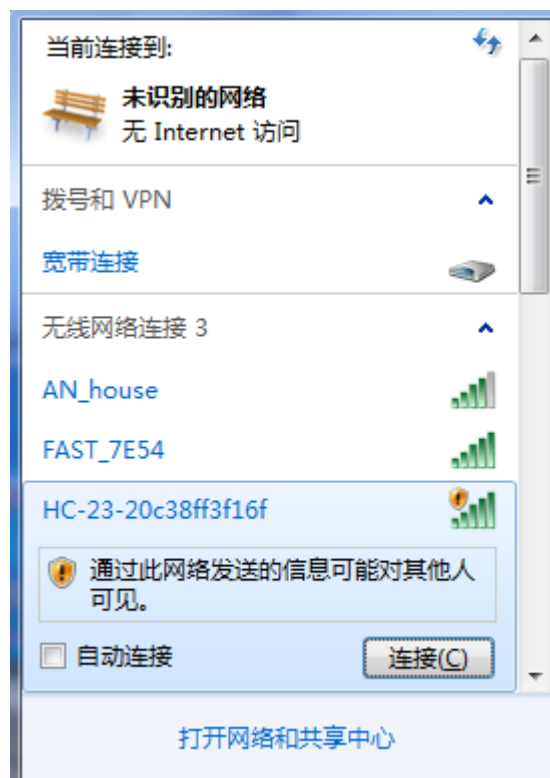 当前连接到:
未识别的网络
无 Internet 访问
拨号和 VPN
宽带连接
无线网络连接 3
AN_house
FAST_7E54
HC-23-20c38ff3f16f
通过此网络发送的信息可能对其他人
可见。
自动连接 连接(C)
打开网络和共享中心